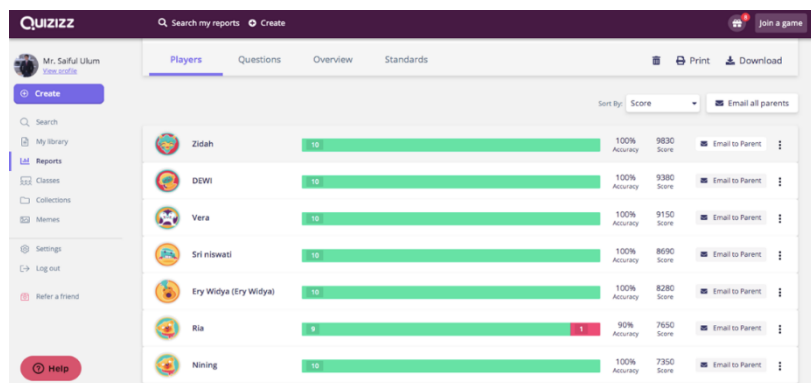 QUIZIZZ
Search my reports
Create
8
Join a game
Mr. Saiful Ulum
View profile
Create
Search
My library
Reports
Classes
Collections
Memes
Settings
Log out
Refer a friend
Help
Players Questions Overview Standards
Print Download
Sort By: Score
Email all parents
Zidah 10 100% 9830 Email to Parent
Accuracy Score
DEWI 10 100% 9380 Email to Parent
Accuracy Score
Vera 10 100% 9150 Email to Parent
Accuracy Score
Sri niswati 10 100% 8690 Email to Parent
Accuracy Score
Ery Widya (Ery Widya) 10 100% 8280 Email to Parent
Accuracy Score
Ria 9 1 90% 7650 Email to Parent
Accuracy Score
Nining 10 100% 7350 Email to Parent
Accuracy Score